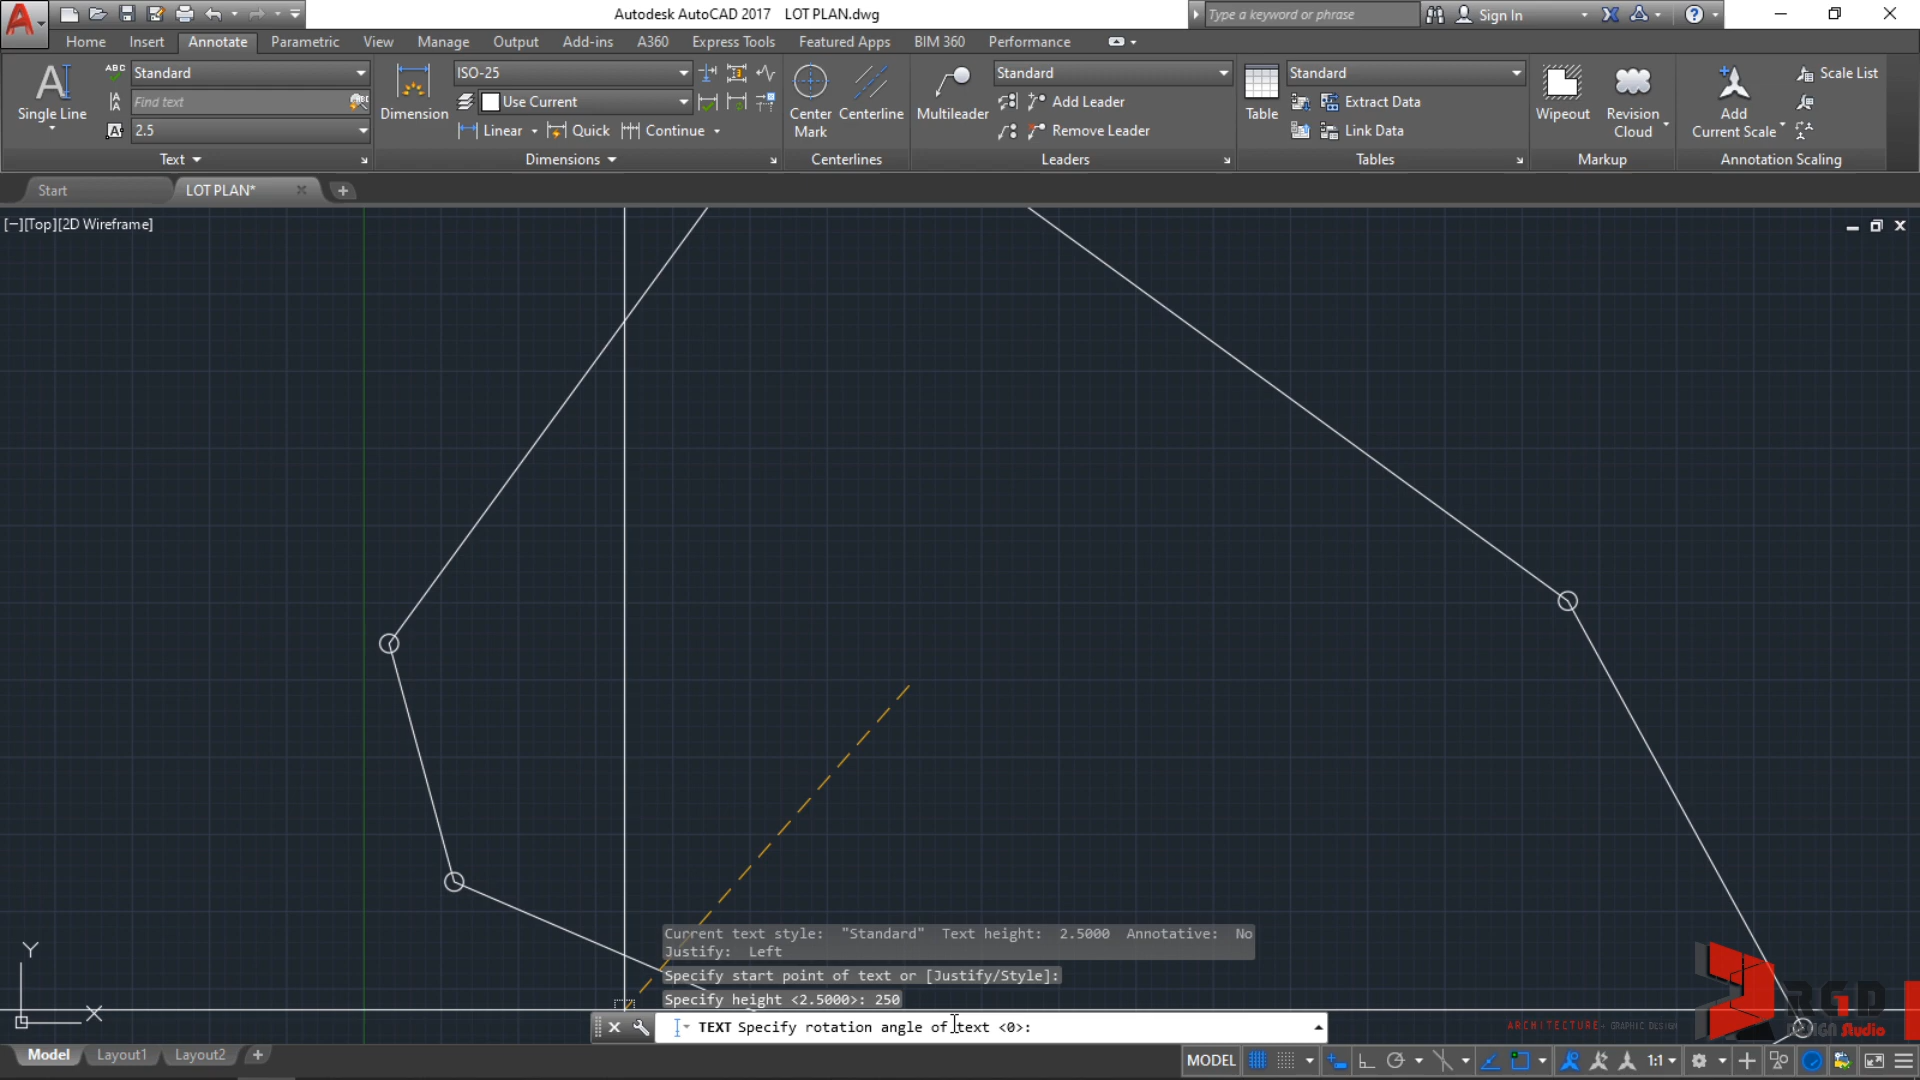 Autodesk AutoCAD 2017 LOT PLAN.dwg
Type a keyword or phrase
Sign In
Home Insert Annotate Parametric View Manage Output Add-ins A360 Express Tools Featured Apps BIM 360 Performance
Single Line
Standard
Find text
2.5
Text
Dimension
ISO-25
Use Current
Linear Quick Continue
Dimensions
Center Mark
Centerline
Centerlines
Multileader
Standard
Add Leader
Remove Leader
Leaders
Table
Standard
Extract Data
Link Data
Tables
Wipeout
Revision Cloud
Markup
Add Current Scale
Scale List
Annotation Scaling
Start
LOT PLAN*
[−][Top][2D Wireframe]
Y
X
Current text style: "Standard" Text height: 2.5000 Annotative: No
Justify: Left
Specify start point of text or [Justify/Style]:
Specify height <2.5000>: 250
TEXT Specify rotation angle of text <0>:
RGD
DESIGN Studio
ARCHITECTURE + GRAPHIC DESIGN
Model Layout1 Layout2
MODEL
1:1